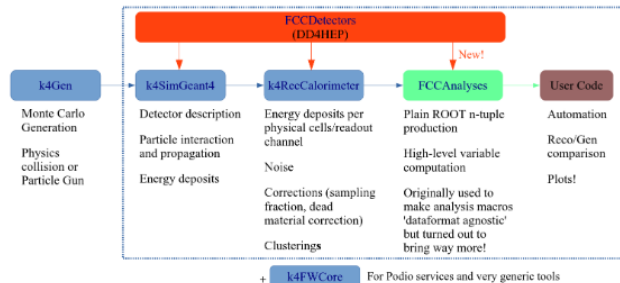 FCCDetectors
(DD4HEP)
New!
k4Gen
k4SimGeant4
k4RecCalorimeter
FCCAnalyses
User Code
Monte Carlo
Generation
Physics
collision or
Particle Gun
Detector description
Particle interaction
and propagation
Energy deposits
Energy deposits per
physical cells/readout
channel
Noise
Corrections (sampling
fraction, dead
material correction)
Clusterings
Plain ROOT n-tuple
production
High-level variable
computation
Originally used to
make analysis macros
'dataformat agnostic'
but turned out to
bring way more!
Automation
Reco/Gen
comparison
Plots!
+ k4FWCore For Podio services and very generic tools